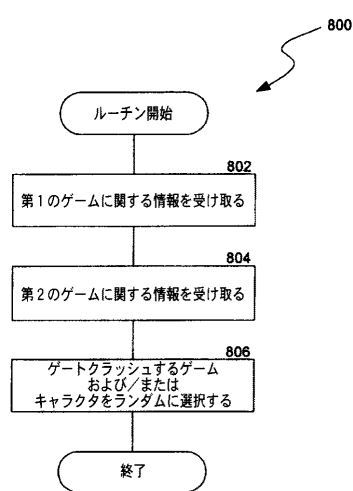 800
ルーチン開始
802
第1のゲームに関する情報を受け取る
804
第2のゲームに関する情報を受け取る
806
ゲートクラッシュするゲーム
および/または
キャラクタをランダムに選択する
終了